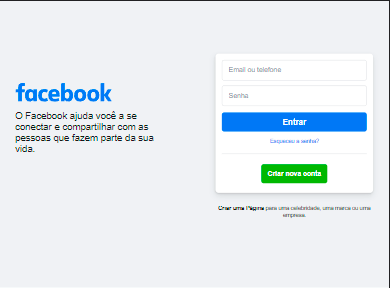 facebook
O Facebook ajuda você a se
conectar e compartilhar com as
pessoas que fazem parte da sua
vida.
Email ou telefone
Senha
Entrar
Esqueceu a senha?
Criar nova conta
Criar uma Página para uma celebridade, uma marca ou uma
empresa.